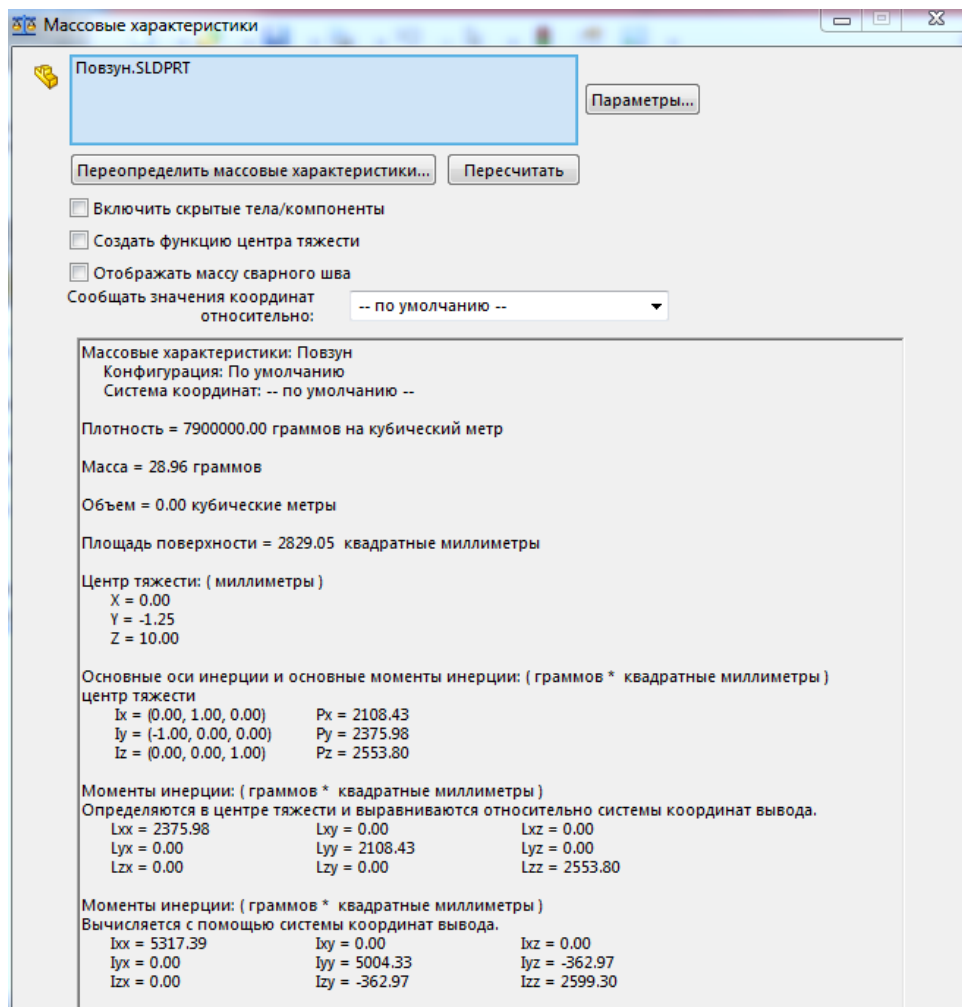 Массовые характеристики
Повзун.SLDPRT
Параметры...
Переопределить массовые характеристики...
Пересчитать
Включить скрытые тела/компоненты
Создать функцию центра тяжести
Отображать массу сварного шва
Сообщать значения координат
относительно:
-- по умолчанию --
Массовые характеристики: Повзун
Конфигурация: По умолчанию
Система координат: -- по умолчанию --
Плотность = 7900000.00 граммов на кубический метр
Масса = 28.96 граммов
Объем = 0.00 кубические метры
Площадь поверхности = 2829.05 квадратные миллиметры
Центр тяжести: ( миллиметры )
X = 0.00
Y = -1.25
Z = 10.00
Основные оси инерции и основные моменты инерции: ( граммов * квадратные миллиметры )
центр тяжести
Ix = (0.00, 1.00, 0.00) Px = 2108.43
Iy = (-1.00, 0.00, 0.00) Py = 2375.98
Iz = (0.00, 0.00, 1.00) Pz = 2553.80
Моменты инерции: ( граммов * квадратные миллиметры )
Определяются в центре тяжести и выравниваются относительно системы координат вывода.
Lxx = 2375.98 Lxy = 0.00 Lxz = 0.00
Lyx = 0.00 Lyy = 2108.43 Lyz = 0.00
Lzx = 0.00 Lzy = 0.00 Lzz = 2553.80
Моменты инерции: ( граммов * квадратные миллиметры )
Вычисляется с помощью системы координат вывода.
Ixx = 5317.39 Ixy = 0.00 Ixz = 0.00
Iyx = 0.00 Iyy = 5004.33 Iyz = -362.97
Izx = 0.00 Izy = -362.97 Izz = 2599.30